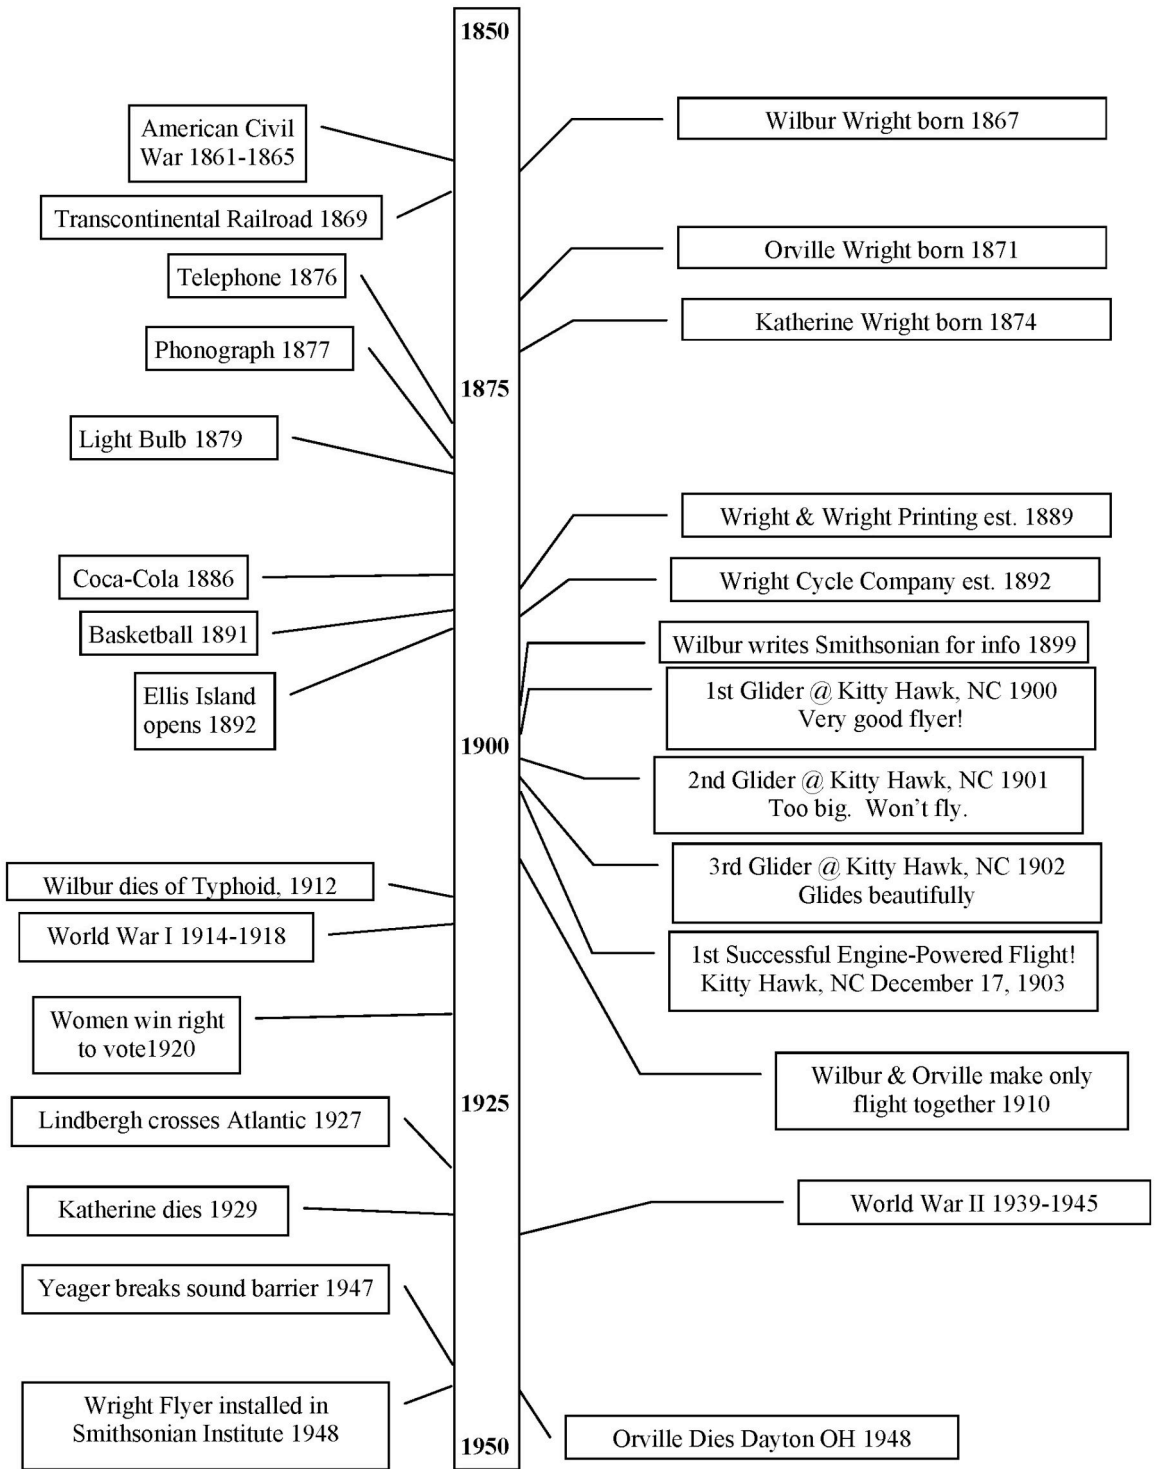 1850
American Civil
War 1861-1865
Wilbur Wright born 1867
Transcontinental Railroad 1869
Orville Wright born 1871
Telephone 1876
Katherine Wright born 1874
Phonograph 1877
1875
Light Bulb 1879
Wright & Wright Printing est. 1889
Coca-Cola 1886
Wright Cycle Company est. 1892
Basketball 1891
Wilbur writes Smithsonian for info 1899
Ellis Island
opens 1892
1st Glider @ Kitty Hawk, NC 1900
Very good flyer!
1900
2nd Glider @ Kitty Hawk, NC 1901
Too big. Won't fly.
3rd Glider @ Kitty Hawk, NC 1902
Glides beautifully
Wilbur dies of Typhoid, 1912
World War I 1914-1918
1st Successful Engine-Powered Flight!
Kitty Hawk, NC December 17, 1903
Women win right
to vote1920
Wilbur & Orville make only
flight together 1910
1925
Lindbergh crosses Atlantic 1927
Katherine dies 1929
World War II 1939-1945
Yeager breaks sound barrier 1947
Wright Flyer installed in
Smithsonian Institute 1948
Orville Dies Dayton OH 1948
1950